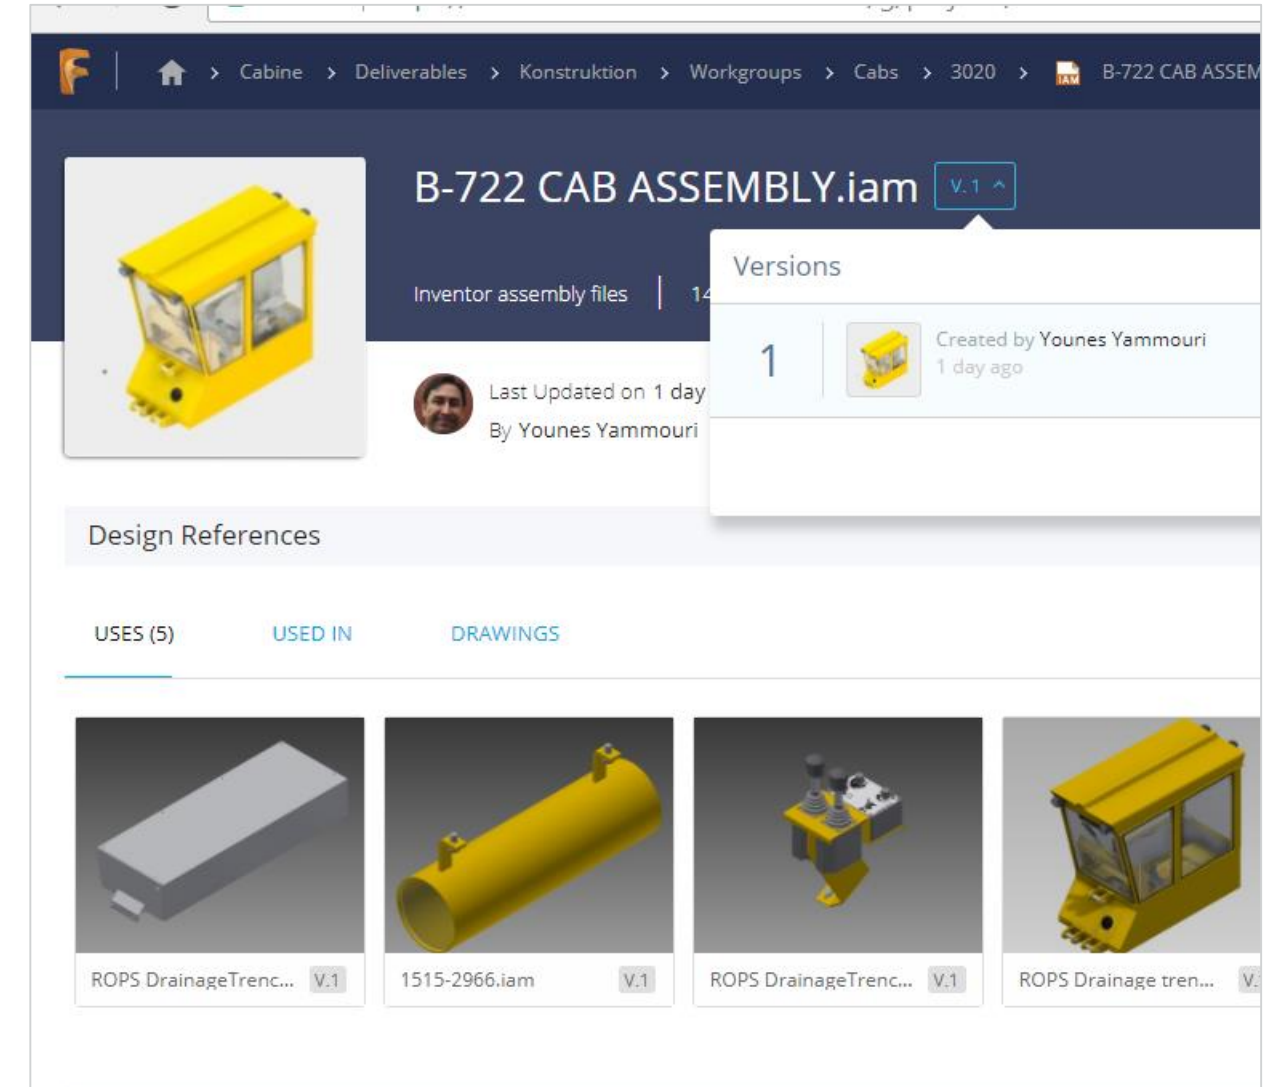 Cabine > Deliverables > Konstruktion > Workgroups > Cabs > 3020 > IAM B-722 CAB ASSEM
B-722 CAB ASSEMBLY.iam V. 1
Inventor assembly files | 14
Versions
1
Created by Younes Yammouri
1 day ago
Last Updated on 1 day
By Younes Yammouri
Design References
USES (5) USED IN DRAWINGS
ROPS DrainageTrenc... V.1
1515-2966.iam V.1
ROPS DrainageTrenc... V.1
ROPS Drainage tren... V.